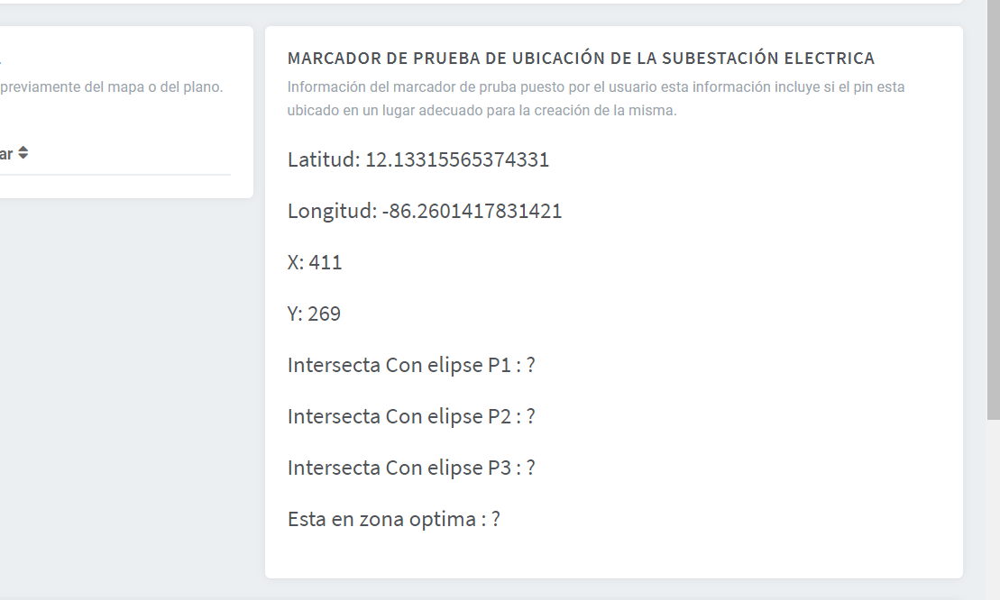 previamente del mapa o del plano.
ar
MARCADOR DE PRUEBA DE UBICACIÓN DE LA SUBESTACIÓN ELECTRICA
Información del marcador de pruba puesto por el usuario esta información incluye si el pin esta
ubicado en un lugar adecuado para la creación de la misma.
Latitud: 12.13315565374331
Longitud: -86.2601417831421
X: 411
Y: 269
Intersecta Con elipse P1 : ?
Intersecta Con elipse P2 : ?
Intersecta Con elipse P3 : ?
Esta en zona optima : ?